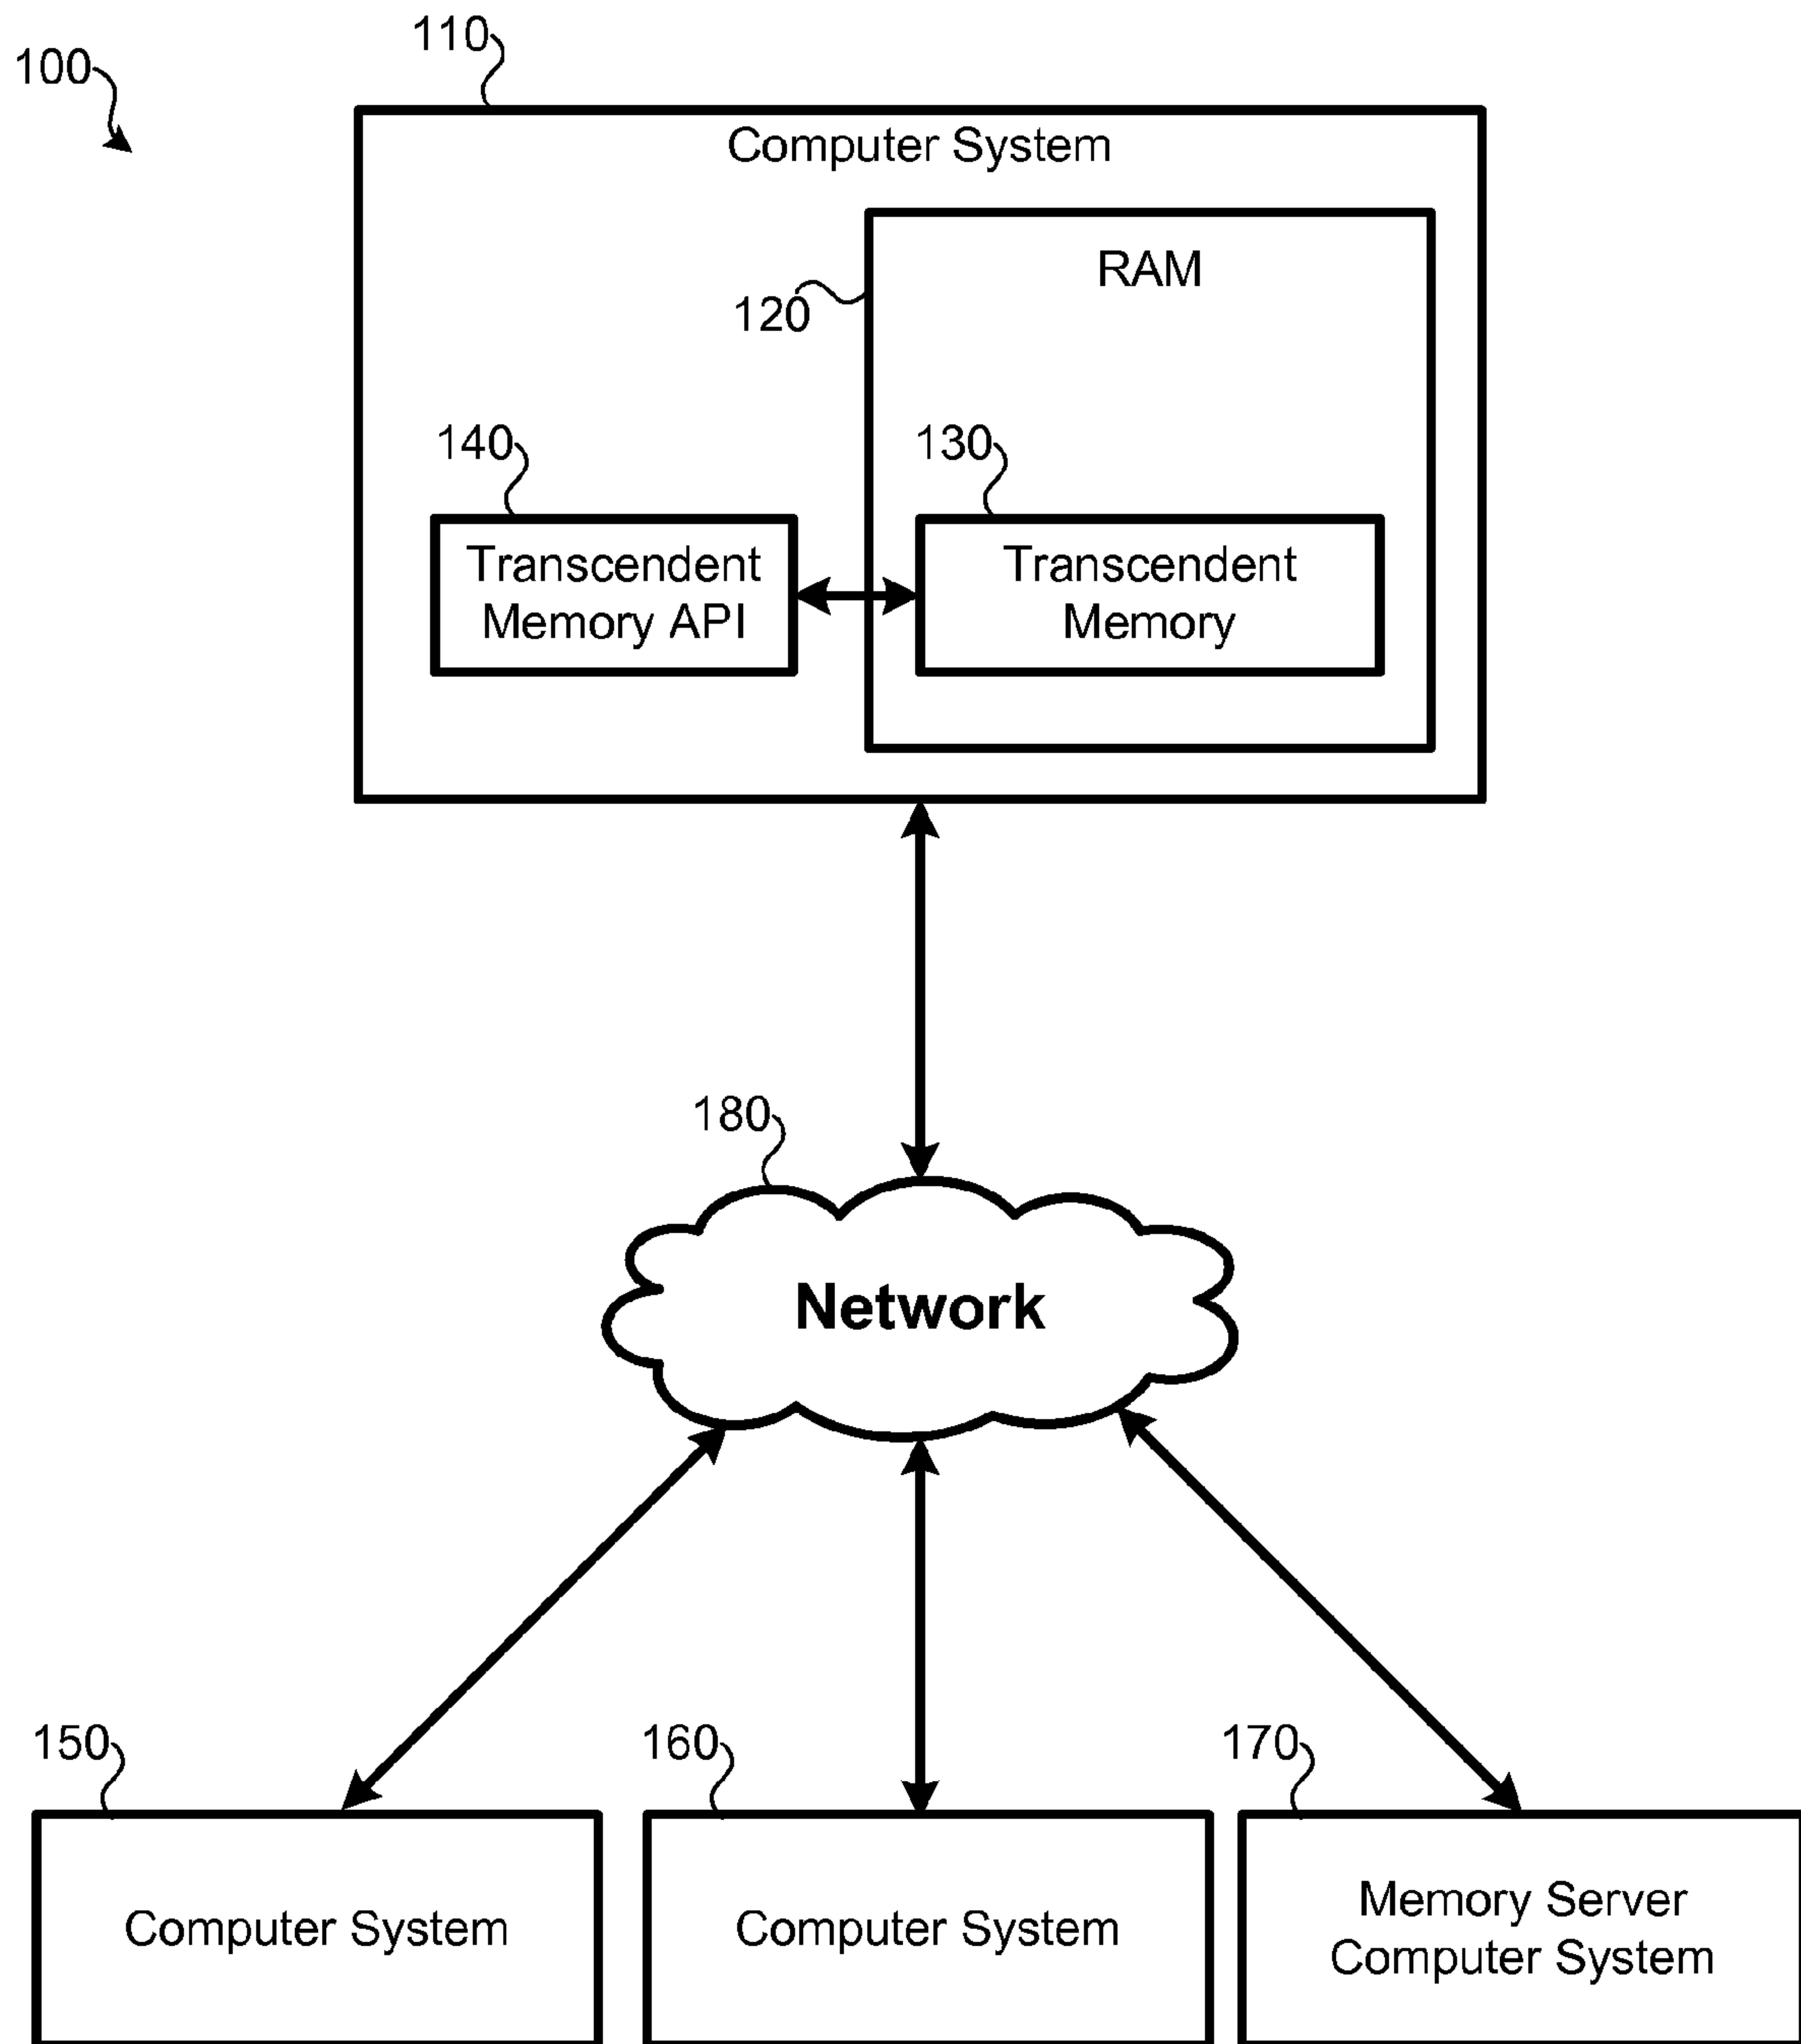 100
110
Computer System
RAM
120
140
130
Transcendent
Memory API
Transcendent
Memory
180
Network
150
160
170
Computer System
Computer System
Memory Server
Computer System